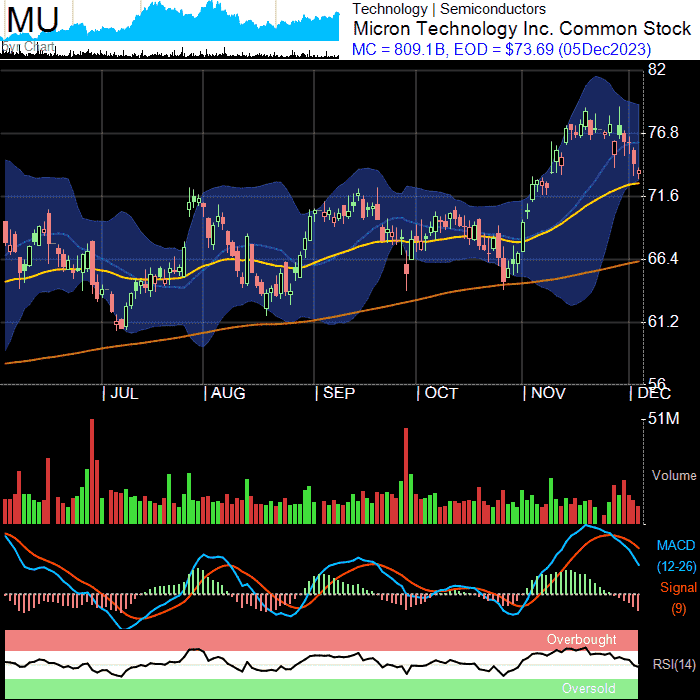 MU
Technology | Semiconductors
Micron Technology Inc. Common Stock
MC = 809.1B, EOD = $73.69 (05Dec2023)
Chart
82
76.8
71.6
66.4
61.2
56
JUL AUG SEP OCT NOV DEC
51M
Volume
MACD
(12-26)
Signal
(9)
Overbought
RSI(14)
Oversold